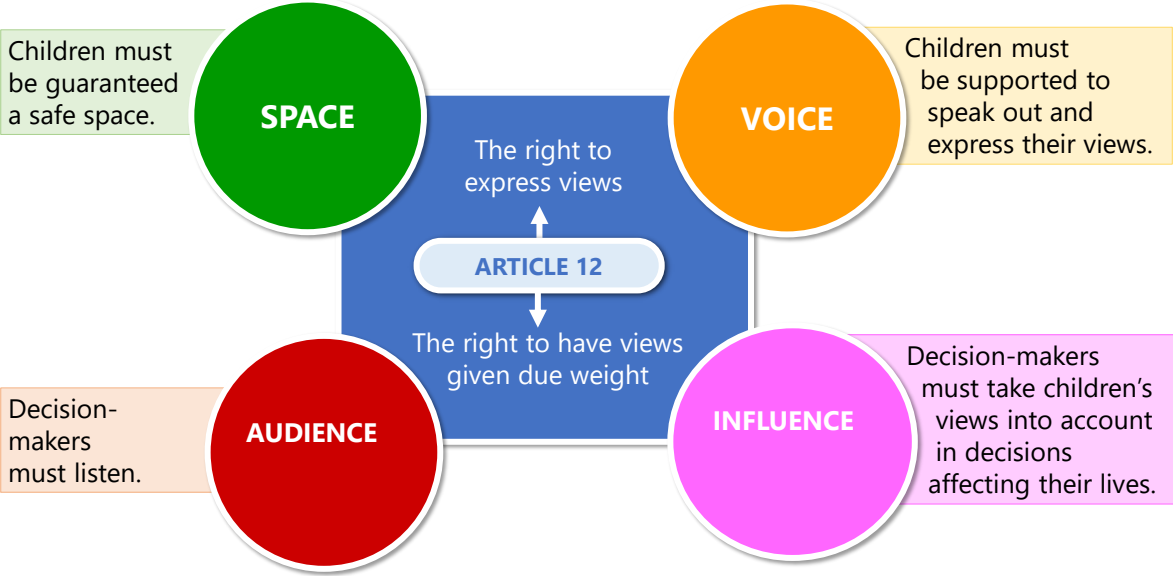 Children must
be guaranteed
a safe space.
SPACE
VOICE
Children must
be supported to
speak out and
express their views.
The right to
express views
ARTICLE 12
The right to have views
given due weight
Decision-
makers
must listen.
AUDIENCE
INFLUENCE
Decision-makers
must take children’s
views into account
in decisions
affecting their lives.